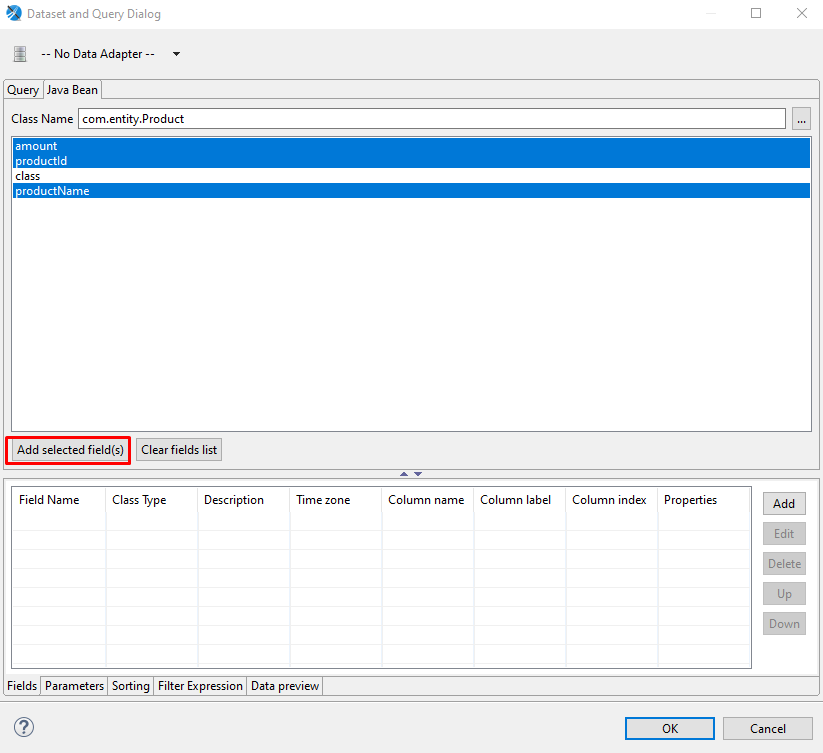 Dataset and Query Dialog
-- No Data Adapter --
Query Java Bean
Class Name com.entity.Product ...
amount
productId
class
productName
Add selected field(s) Clear fields list
Field Name Class Type Description Time zone Column name Column label Column index Properties
Add
Edit
Delete
Up
Down
Fields Parameters Sorting Filter Expression Data preview
? OK Cancel